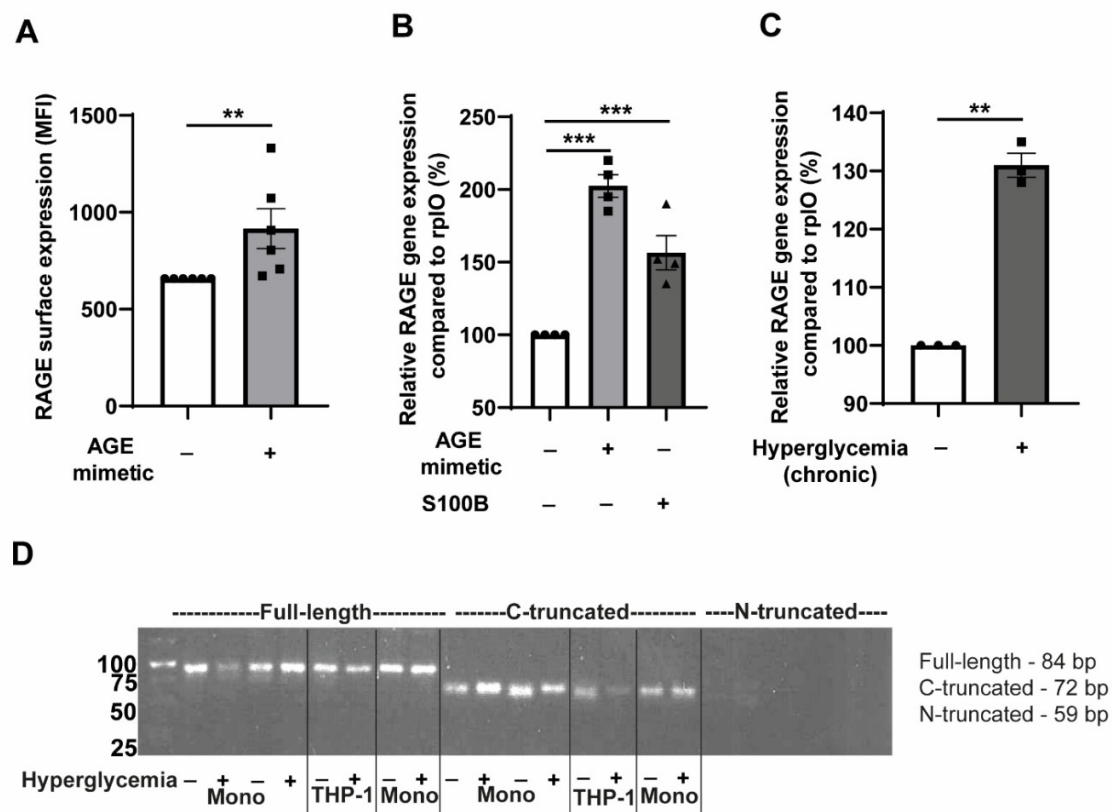 A
RAGE surface expression (MFI)
1500
1000
500
0
**
AGE
mimetic
– +
B
Relative RAGE gene expression
compared to rplO (%)
250
200
150
100
50
***
***
AGE
mimetic
– + –
S100B
– – +
C
Relative RAGE gene expression
compared to rplO (%)
140
130
120
110
100
90
**
Hyperglycemia
(chronic)
– +
D
------------Full-length---------- -------C-truncated--------- ----N-truncated----
100
75
50
25
Full-length - 84 bp
C-truncated - 72 bp
N-truncated - 59 bp
Hyperglycemia – + – + – + – + – + – + – + – +
Mono THP-1 Mono Mono THP-1 Mono